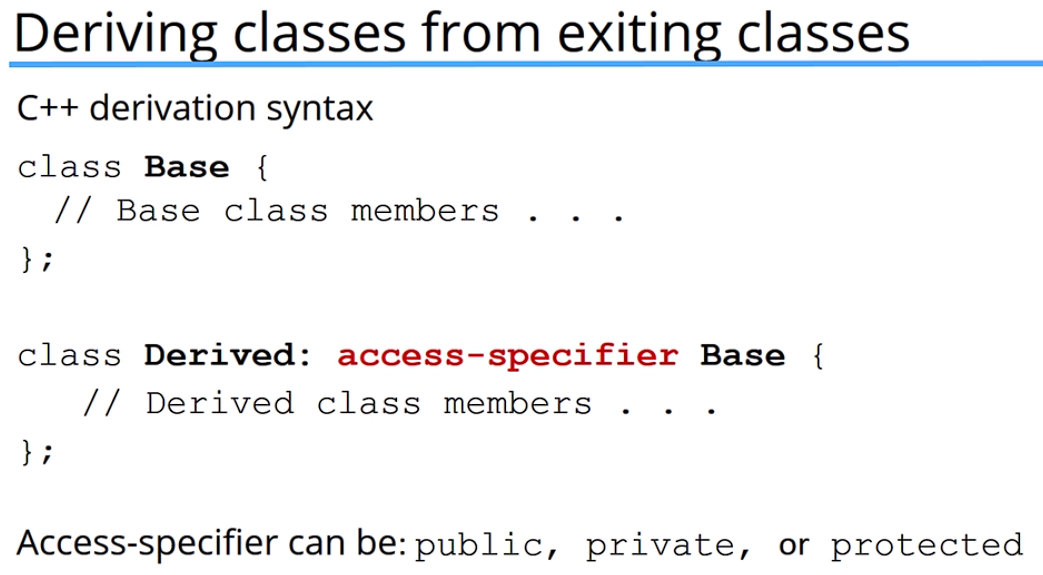 Deriving classes from exiting classes
C++ derivation syntax
class Base {
// Base class members . . .
};
class Derived: access-specifier Base {
// Derived class members . . .
};
Access-specifier can be: public, private, or protected